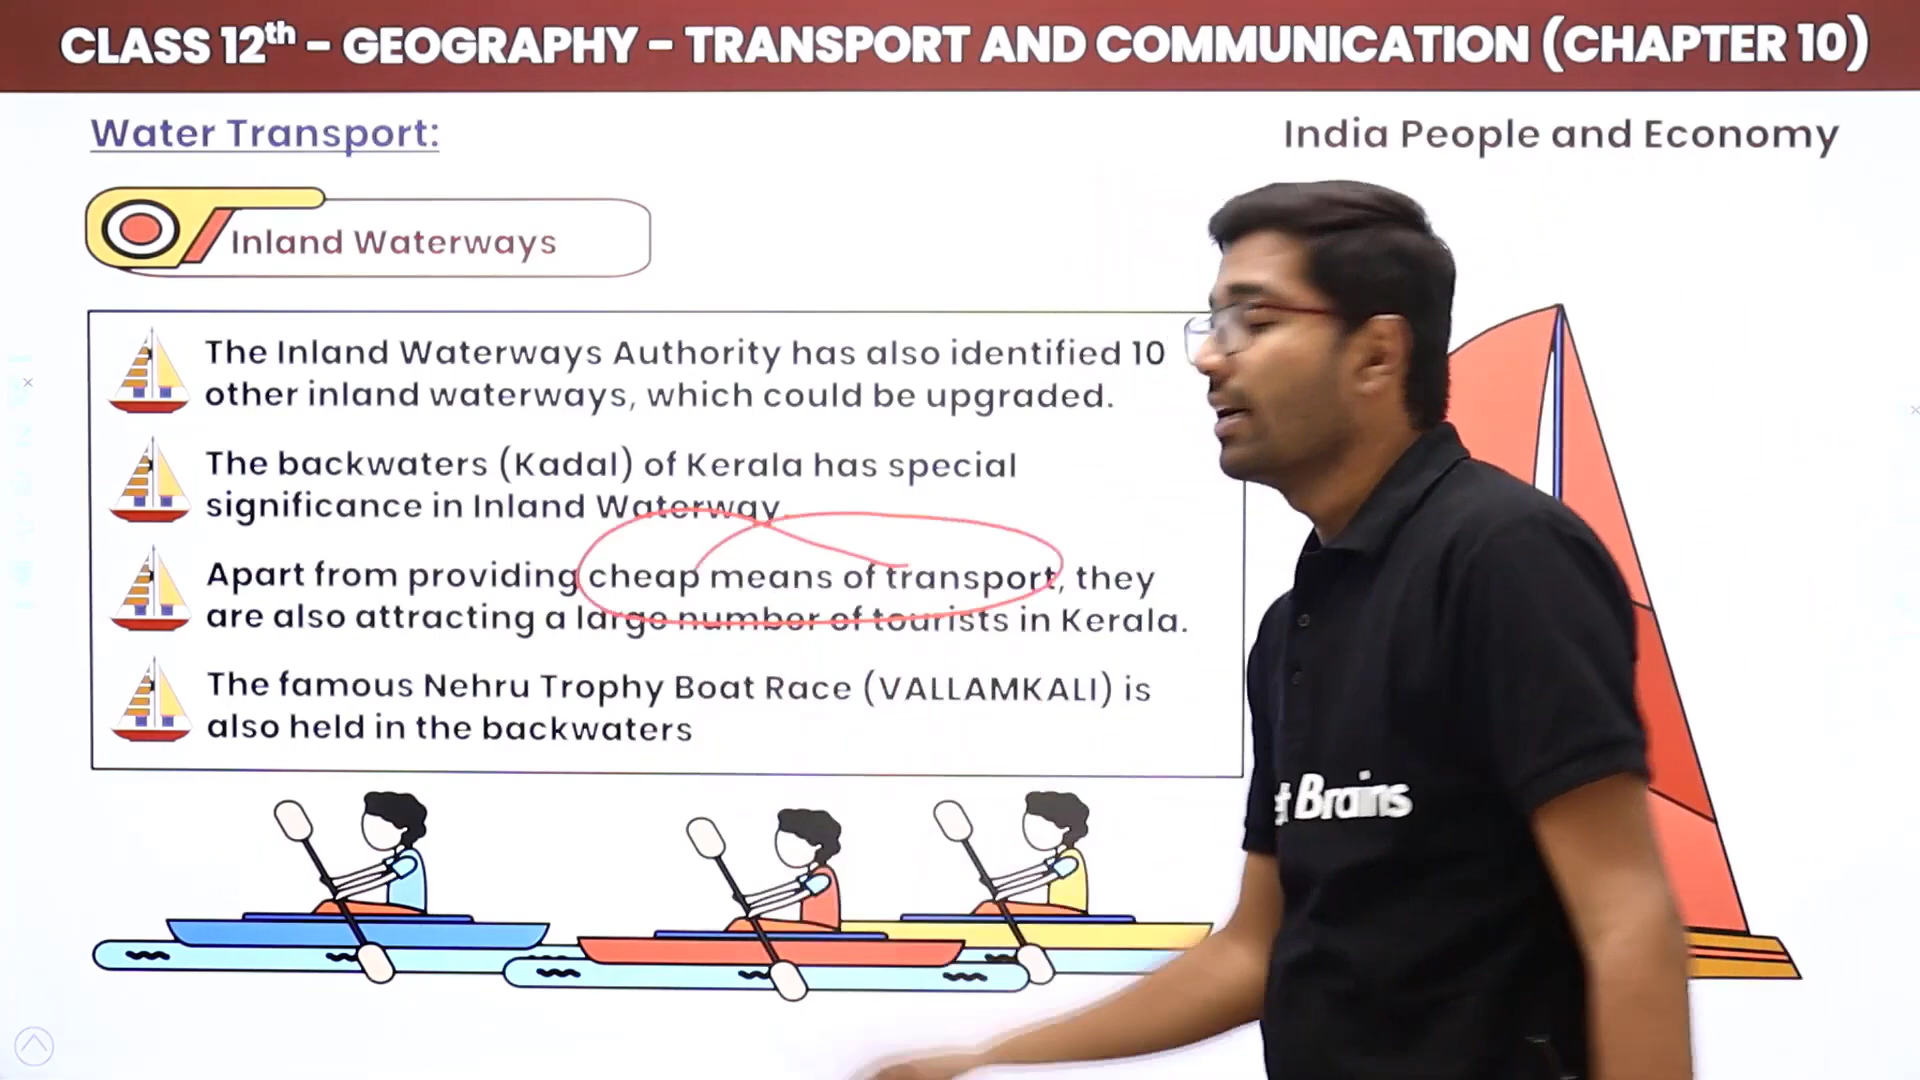 CLASS 12th – GEOGRAPHY – TRANSPORT AND COMMUNICATION (CHAPTER 10)
Water Transport:
India People and Economy
Inland Waterways
The Inland Waterways Authority has also identified 10
other inland waterways, which could be upgraded.
The backwaters (Kadal) of Kerala has special
significance in Inland Waterway.
Apart from providing cheap means of transport, they
are also attracting a large number of tourists in Kerala.
The famous Nehru Trophy Boat Race (VALLAMKALI) is
also held in the backwaters
Brains